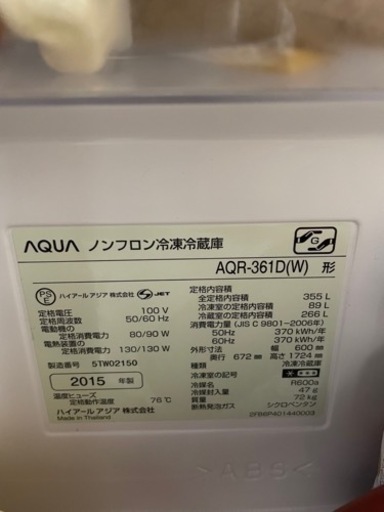 AQUA ノンフロン冷凍冷蔵庫
AQR-361D(W) 形
PSE ハイアール アジア 株式会社 JET
定格電圧 100 V
定格周波数 50/60 Hz
電動機の
定格消費電力 80/90 W
電熱装置の
定格消費電力 130/130 W
製造番号 5TW02150
2015 年製
温度ヒューズ
定格動作温度 76℃
ハイアール アジア 株式会社
Made in Thailand
G
定格内容積
全定格内容積 355 L
冷凍室の定格内容積 89 L
冷蔵室の定格内容積 266 L
消費電力量 (JIS C 9801-2006年)
50Hz 370 kWh/年
60Hz 370 kWh/年
外形寸法 幅 600 mm
奥行 672 mm 高さ 1724 mm
種類 冷凍冷蔵庫
冷凍室の記号
冷媒名 R600a
冷媒封入量 47 g
質量 72 kg
断熱発泡ガス シクロペンタン
2FB6P401440003
>ABS<